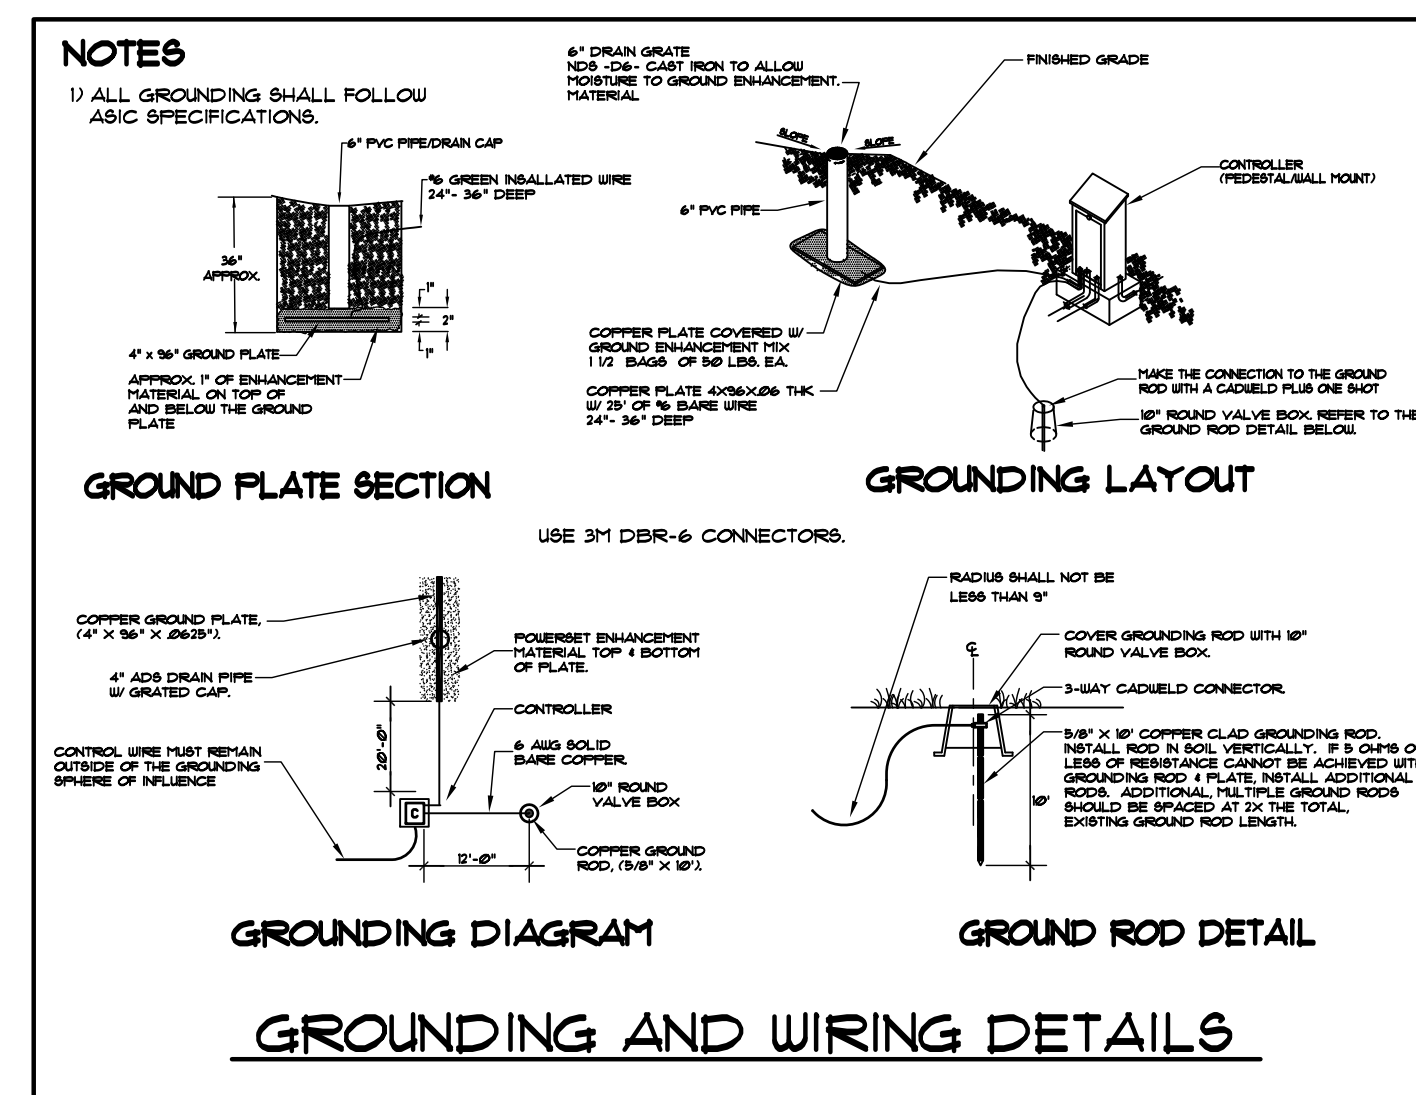 NOTES
1) ALL GROUNDING SHALL FOLLOW
ASIC SPECIFICATIONS.
6" PVC PIPE/DRAIN CAP
#6 GREEN INSALLATED WIRE
24"- 36" DEEP
36"
APPROX.
1"
2"
1"
4" x 96" GROUND PLATE
APPROX. 1" OF ENHANCEMENT
MATERIAL ON TOP OF
AND BELOW THE GROUND
PLATE
GROUND PLATE SECTION
6" DRAIN GRATE
NDS -D6- CAST IRON TO ALLOW
MOISTURE TO GROUND ENHANCEMENT.
MATERIAL
FINISHED GRADE
SLOPE
SLOPE
CONTROLLER
(PEDESTAL/WALL MOUNT)
6" PVC PIPE
COPPER PLATE COVERED W/
GROUND ENHANCEMENT MIX
1 1/2 BAGS OF 50 LBS. EA.
COPPER PLATE 4X96X.06 THK
W/ 25' OF #6 BARE WIRE
24"- 36" DEEP
MAKE THE CONNECTION TO THE GROUND
ROD WITH A CADWELD PLUS ONE SHOT
10" ROUND VALVE BOX. REFER TO THE
GROUND ROD DETAIL BELOW.
GROUNDING LAYOUT
USE 3M DBR-6 CONNECTORS.
COPPER GROUND PLATE,
(4" X 96" X .0625").
4" ADS DRAIN PIPE
W/ GRATED CAP.
POWERSET ENHANCEMENT
MATERIAL TOP & BOTTOM
OF PLATE.
CONTROLLER
20'-0"
6 AWG SOLID
BARE COPPER.
CONTROL WIRE MUST REMAIN
OUTSIDE OF THE GROUNDING
SPHERE OF INFLUENCE
10" ROUND
VALVE BOX
C
12'-0"
COPPER GROUND
ROD, (5/8" X 10').
GROUNDING DIAGRAM
RADIUS SHALL NOT BE
LESS THAN 9"
COVER GROUNDING ROD WITH 10"
ROUND VALVE BOX.
3-WAY CADWELD CONNECTOR.
5/8" X 10' COPPER CLAD GROUNDING ROD.
INSTALL ROD IN SOIL VERTICALLY. IF 5 OHMS O
LESS OF RESISTANCE CANNOT BE ACHIEVED WIT
GROUNDING ROD & PLATE, INSTALL ADDITIONAL
RODS. ADDITIONAL, MULTIPLE GROUND RODS
SHOULD BE SPACED AT 2X THE TOTAL,
EXISTING GROUND ROD LENGTH.
10'
GROUND ROD DETAIL
GROUNDING AND WIRING DETAILS